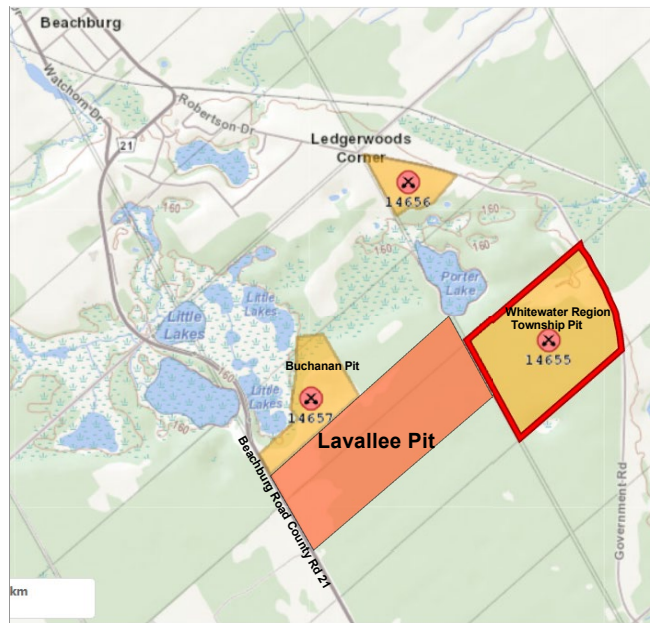 Beachburg
Dr
Watchorn Dr
Robertson Dr
21
Ledgerwoods
Corner
14656
160
160
160
160
Porter
Lake
Little
Lakes
Little
Lakes
Whitewater Region
Township Pit
14655
Buchanan Pit
160
Little
Lakes
14657
Lavallee Pit
Beachburg Road County Rd 21
Government Rd
km